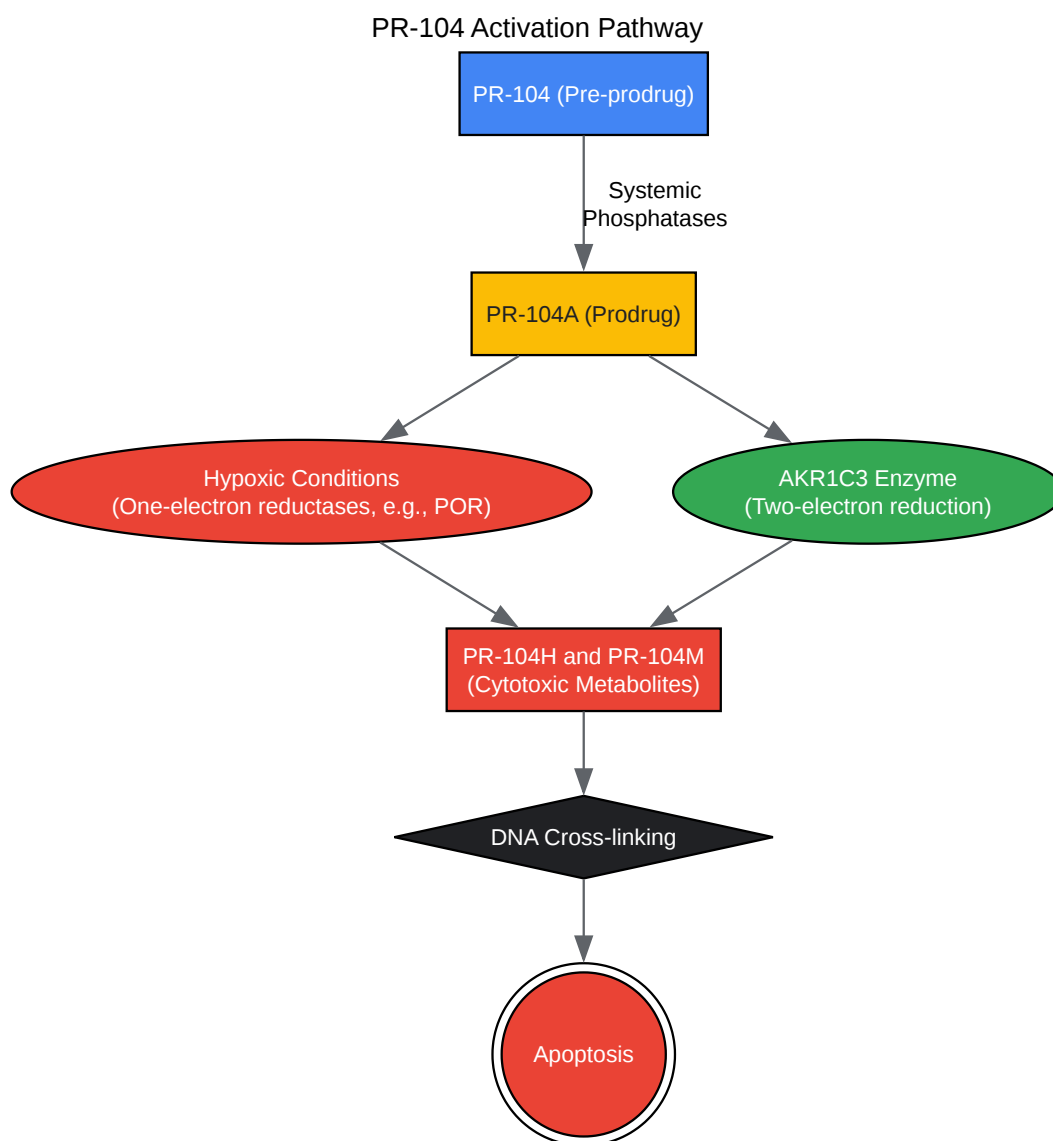 PR-104 Activation Pathway
PR-104 (Pre-prodrug)
Systemic
Phosphatases
PR-104A (Prodrug)
Hypoxic Conditions
(One-electron reductases, e.g., POR)
AKR1C3 Enzyme
(Two-electron reduction)
PR-104H and PR-104M
(Cytotoxic Metabolites)
DNA Cross-linking
Apoptosis